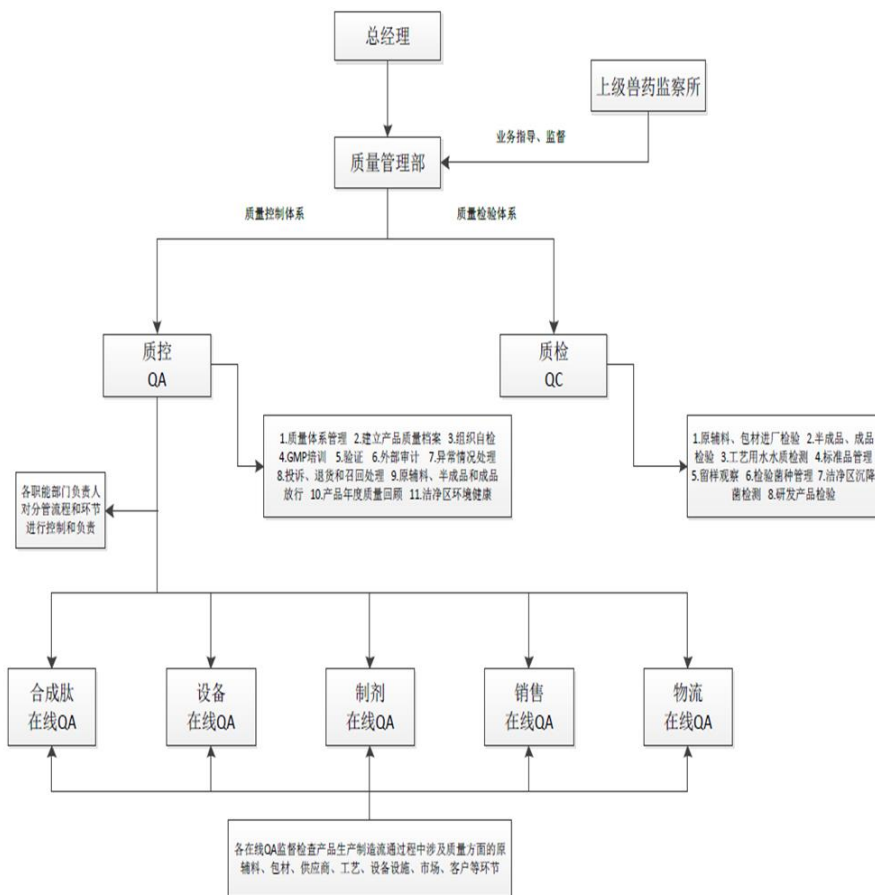 总经理
上级兽药监察所
业务指导、监督
质量管理部
质量控制体系
质量检验体系
质控
QA
质检
QC
1.质量体系管理 2.建立产品质量档案 3.组织自检
4.GMP培训 5.验证 6.外部审计 7.异常情况处理
8.投诉、退货和召回处理 9.原辅料、半成品和成品
放行 10.产品年度质量回顾 11.洁净区环境健康
1.原辅料、包材进厂检验 2.半成品、成品
检验 3.工艺用水水质检测 4.标准品管理
5.留样观察 6.检验菌种管理 7.洁净区沉降
菌检测 8.研发产品检验
各职能部门负责人
对分管流程和环节
进行控制和负责
合成肽
在线QA
设备
在线QA
制剂
在线QA
销售
在线QA
物流
在线QA
各在线QA监督检查产品生产制造流通过程中涉及质量方面的原
辅料、包材、供应商、工艺、设备设施、市场、客户等环节